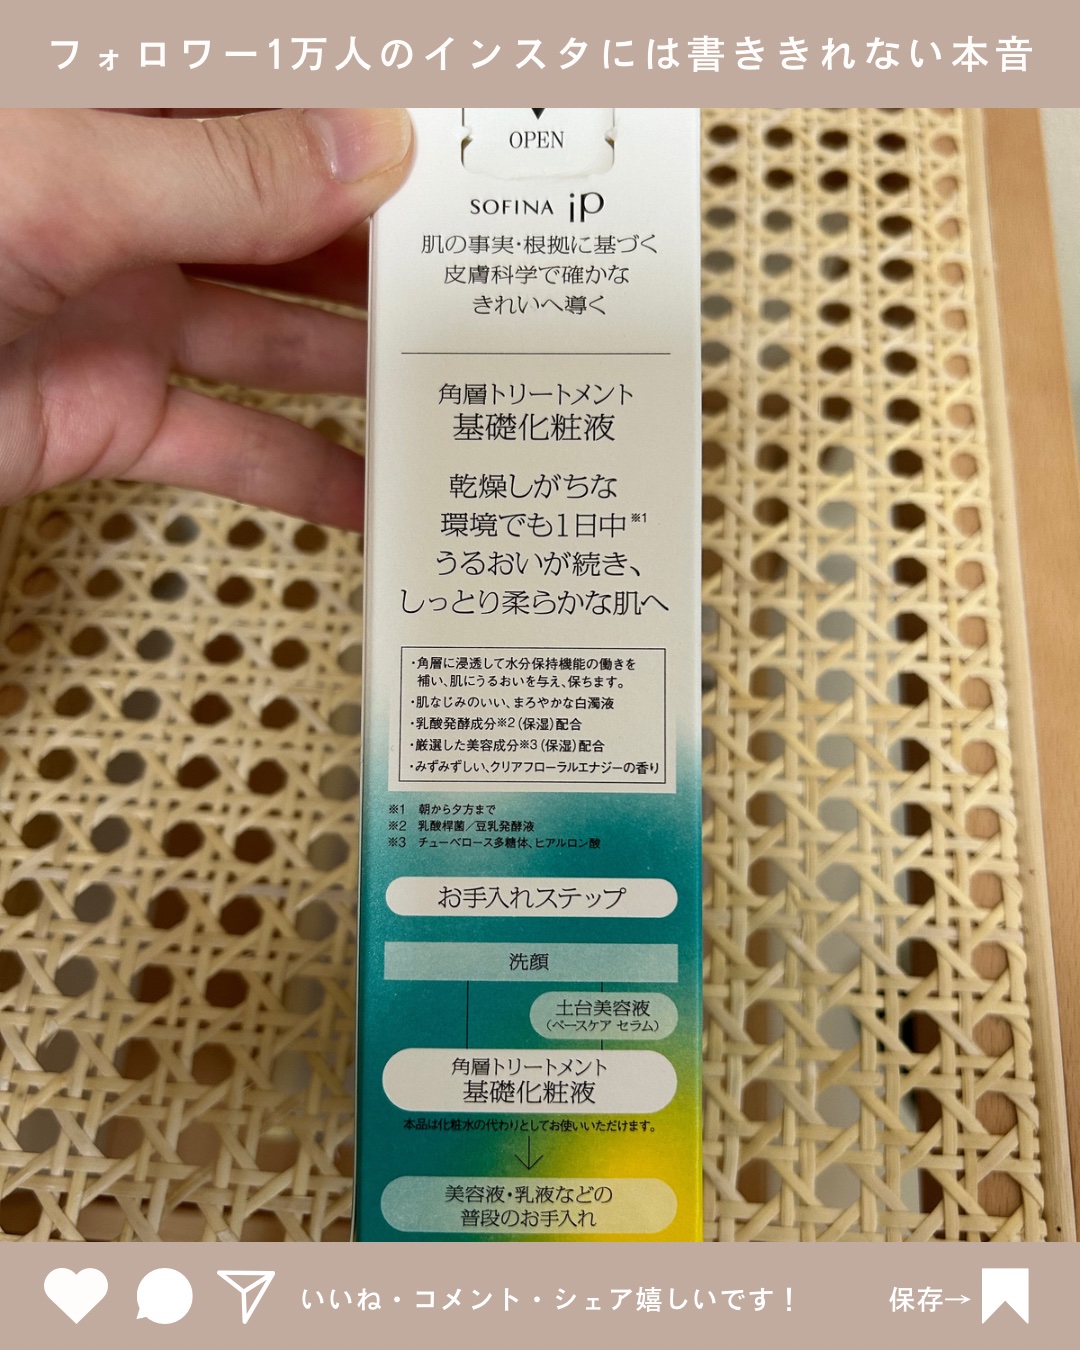 フォロワー1万人のインスタには書ききれない本音
OPEN
SOFINA iP
肌の事実・根拠に基づく
皮膚科学で確かな
きれいへ導く
角層トリートメント
基礎化粧液
乾燥しがちな
環境でも1日中※1
うるおいが続き、
しっとり柔らかな肌へ
・角層に浸透して水分保持機能の働きを
補い、肌にうるおいを与え、保ちます。
・肌なじみのいい、まろやかな白濁液
・乳酸発酵成分※2(保湿)配合
・厳選した美容成分※3(保湿)配合
・みずみずしい、クリアフローラルエナジーの香り
※1 朝から夕方まで
※2 乳酸桿菌/豆乳発酵液
※3 チューベロース多糖体、ヒアルロン酸
お手入れステップ
洗顔
土台美容液
(ベースケア セラム)
角層トリートメント
基礎化粧液
本品は化粧水の代わりとしてお使いいただけます。
美容液・乳液などの
普段のお手入れ
いいね・コメント・シェア嬉しいです！
保存→